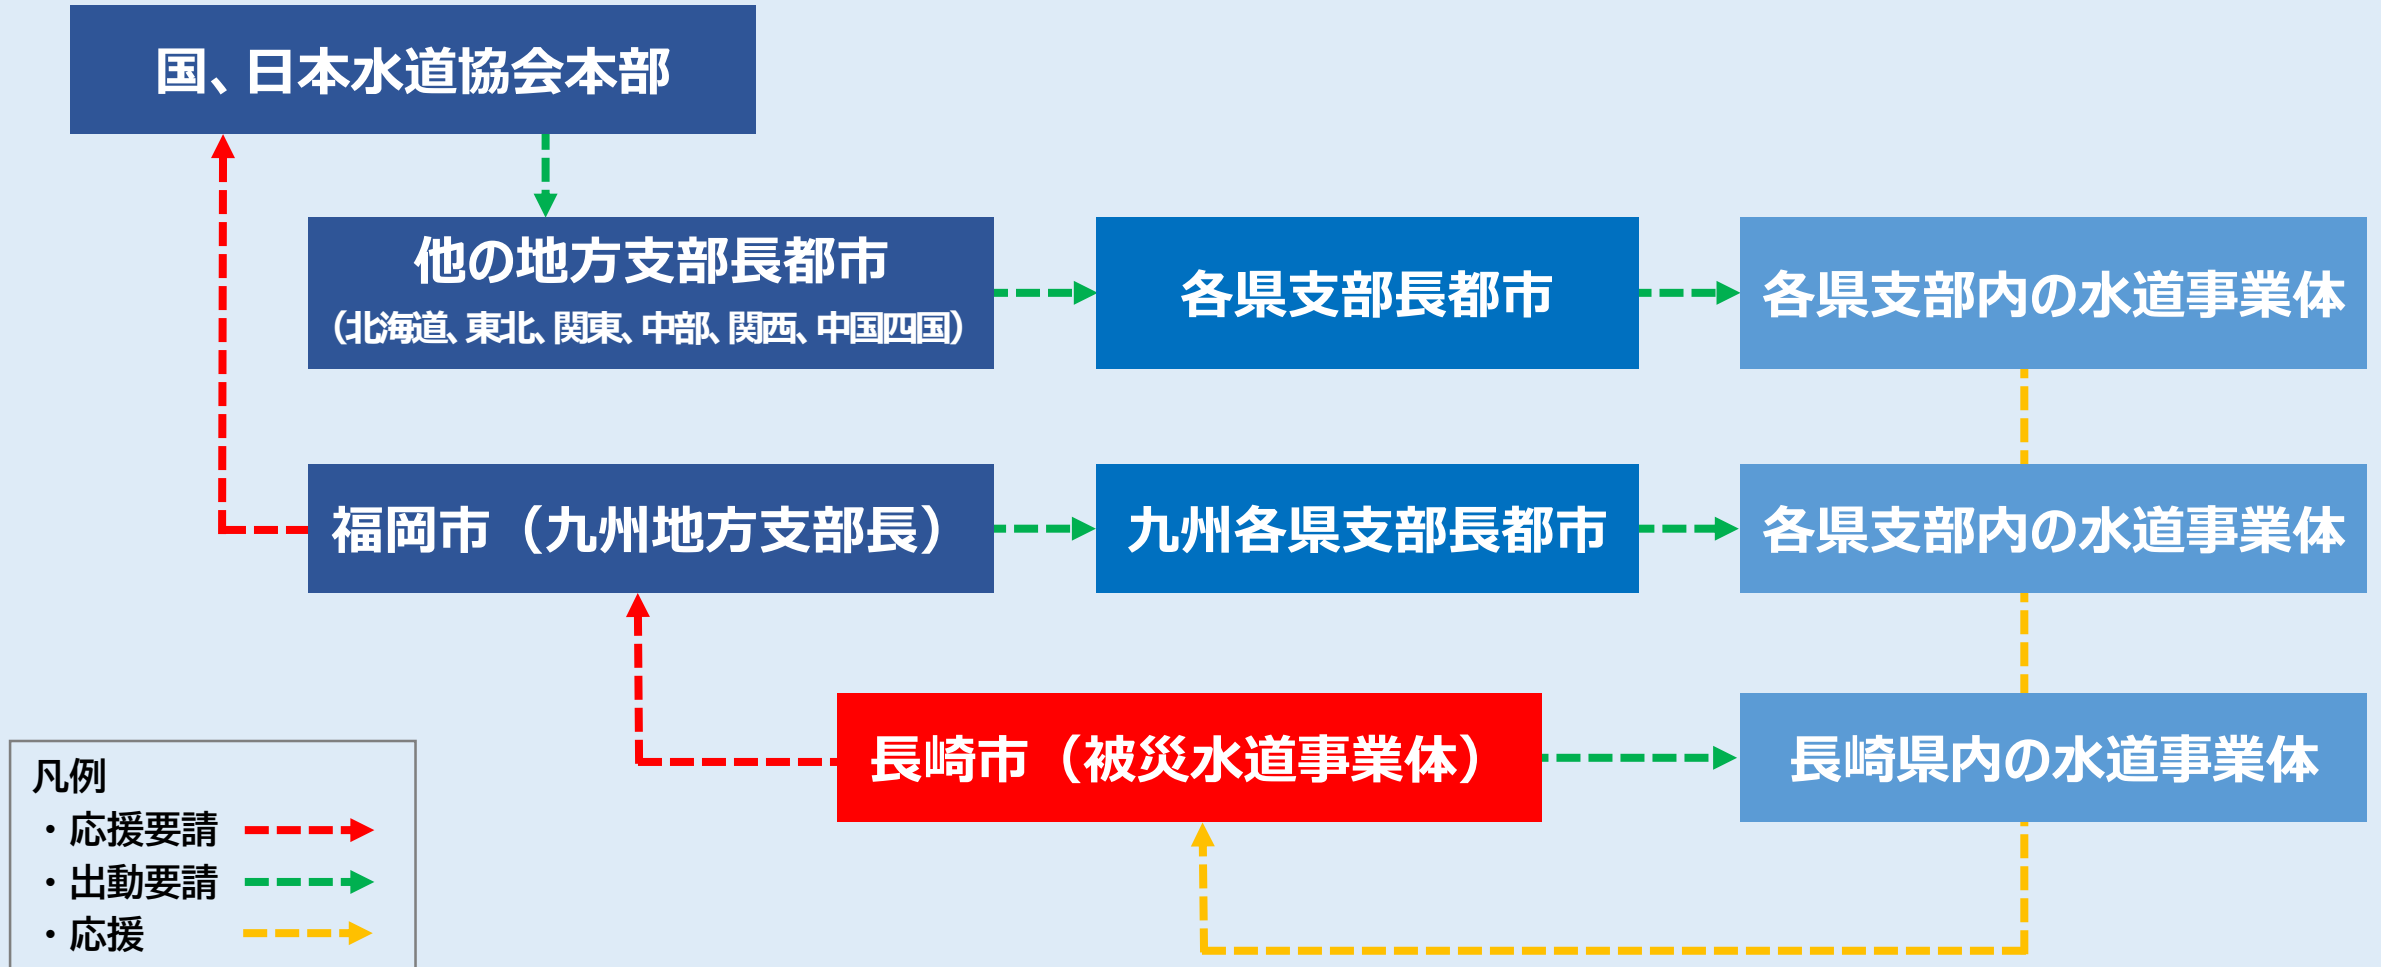 国、日本水道協会本部
他の地方支部長都市
（北海道、東北、関東、中部、関西、中国四国）
各県支部長都市
各県支部内の水道事業体
福岡市（九州地方支部長）
九州各県支部長都市
各県支部内の水道事業体
長崎市（被災水道事業体）
長崎県内の水道事業体
凡例
・応援要請
・出動要請
・応援